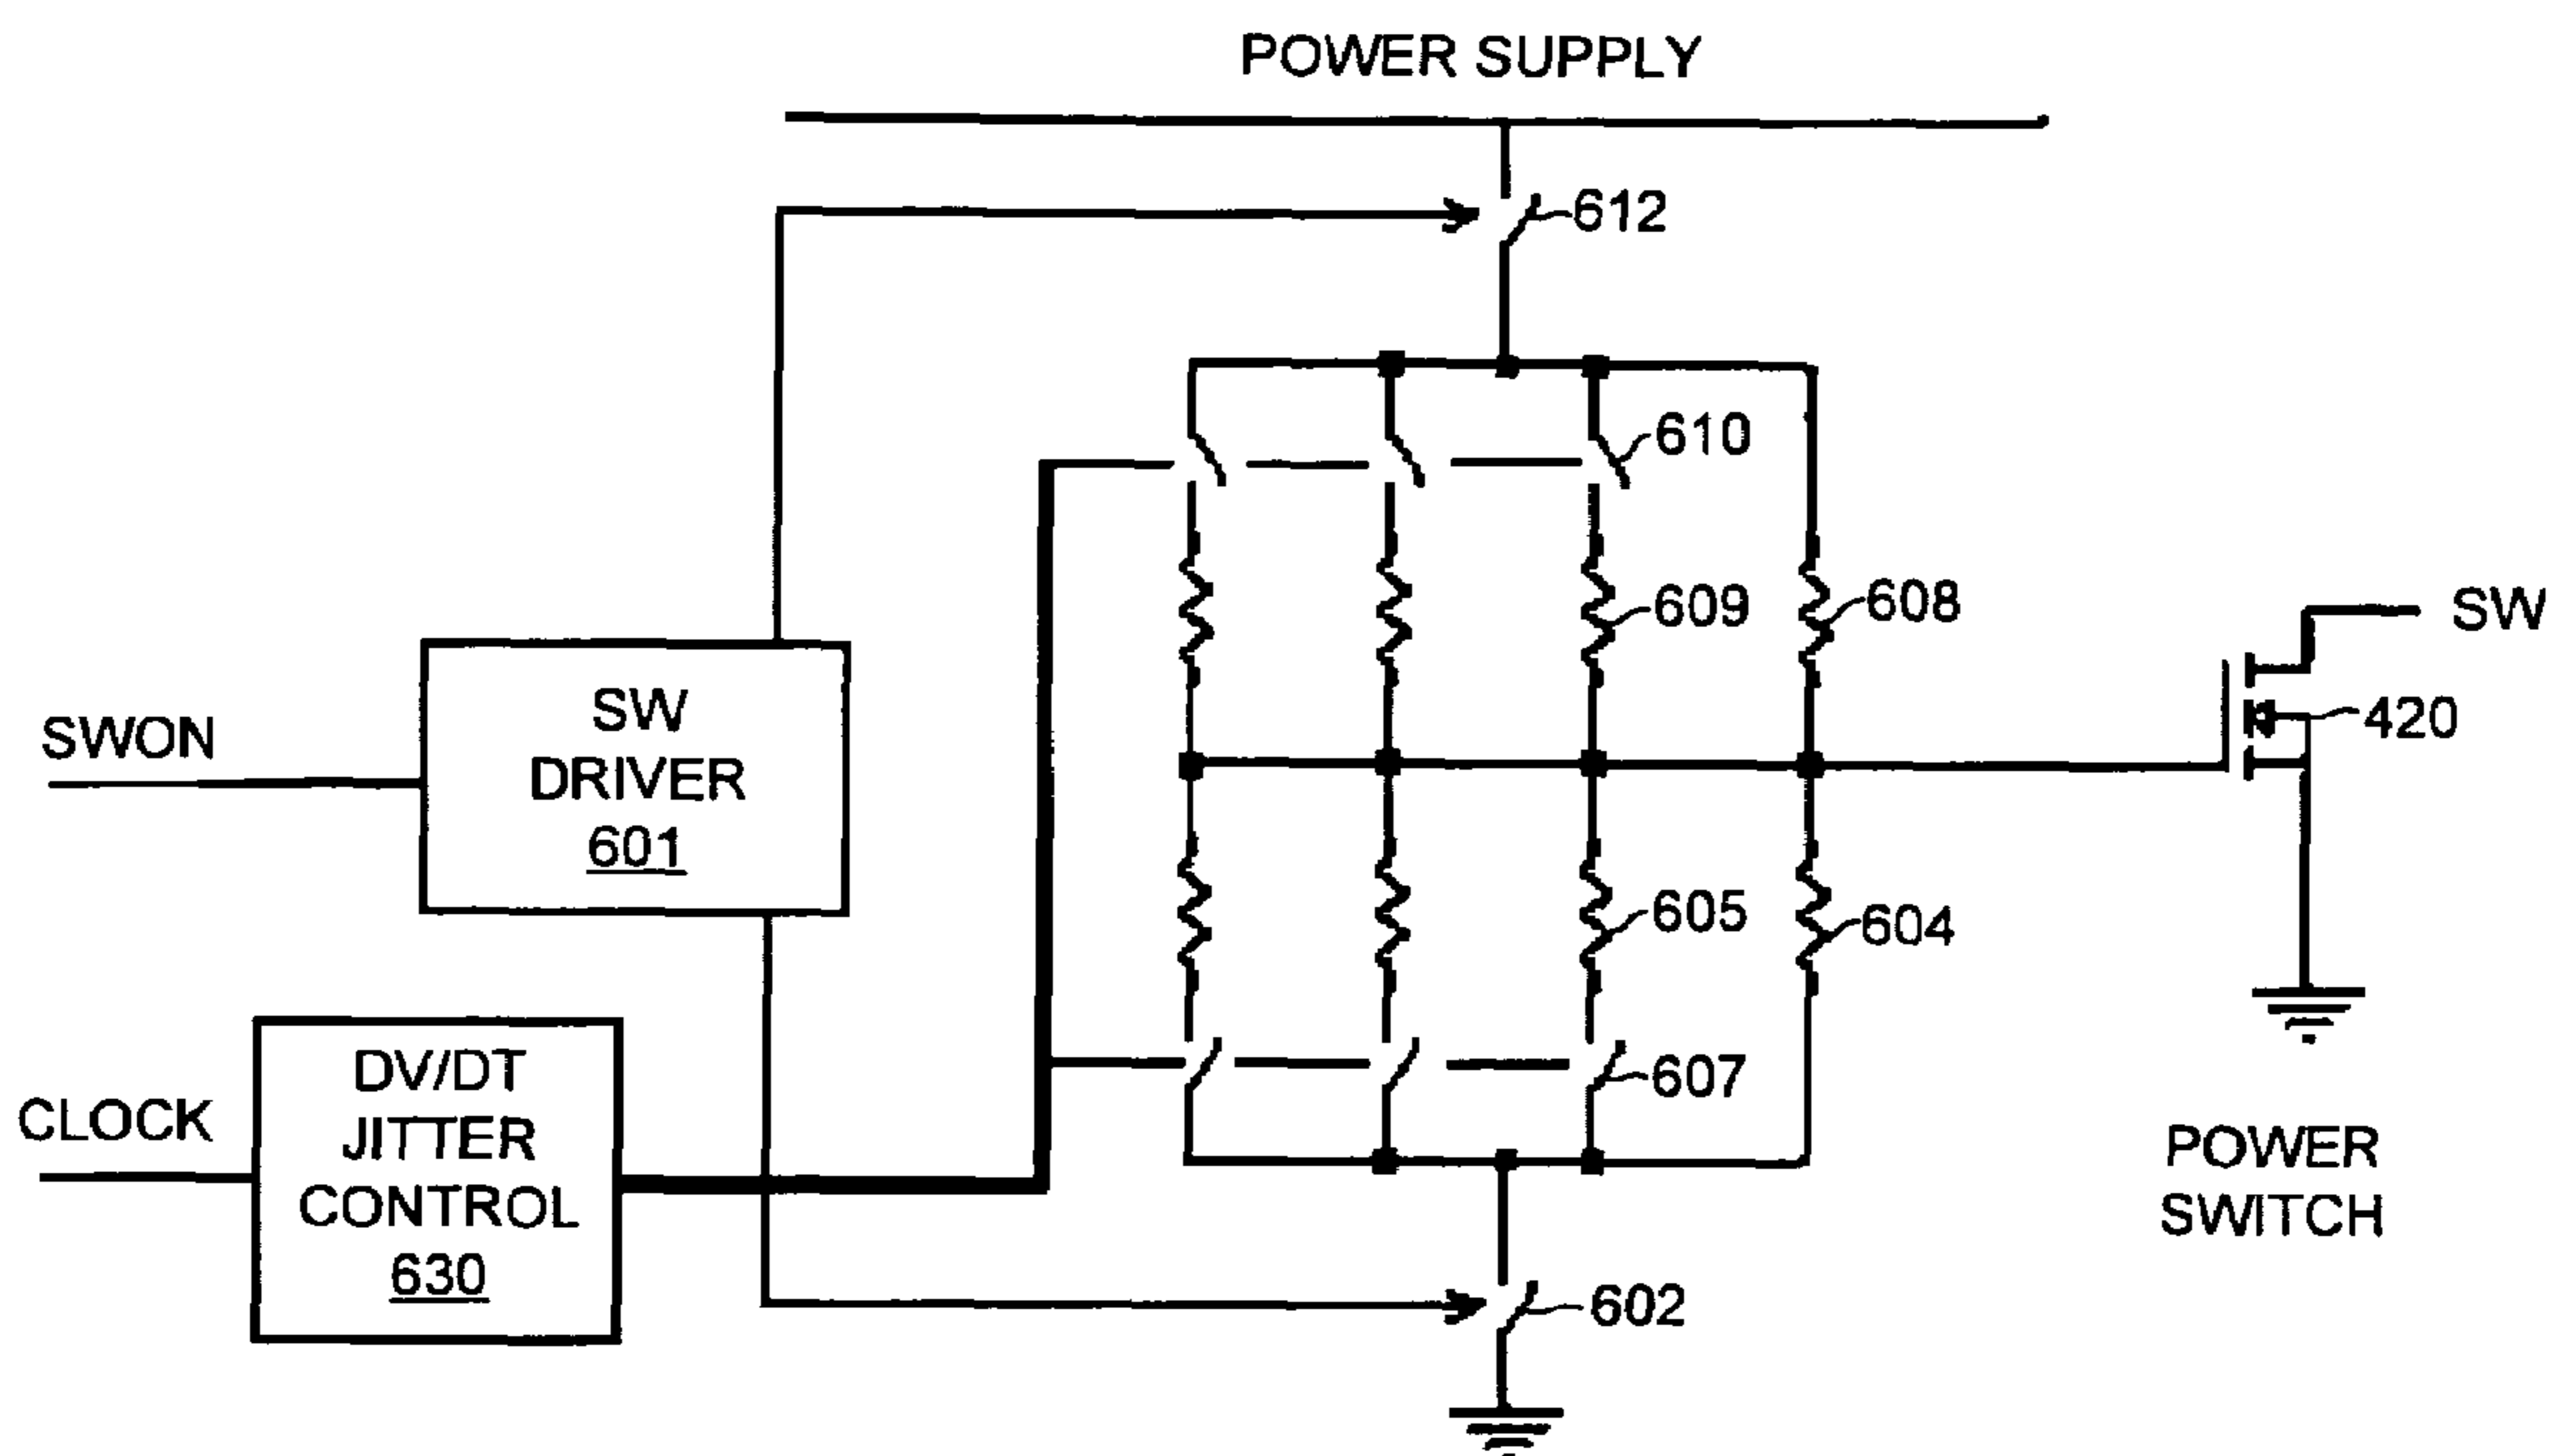 POWER SUPPLY
612
610
609
608
SW
420
SWON
SW
DRIVER
601
605
604
CLOCK
DV/DT
JITTER
CONTROL
630
607
POWER
SWITCH
602